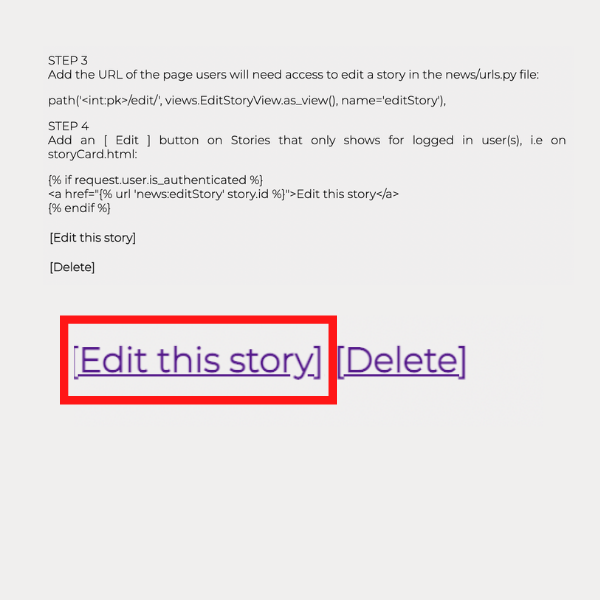 STEP 3
Add the URL of the page users will need access to edit a story in the news/urls.py file:
path('<int:pk>/edit/', views.EditStoryView.as_view(), name='editStory'),
STEP 4
Add an [ Edit ] button on Stories that only shows for logged in user(s), i.e on
storyCard.html:
{% if request.user.is_authenticated %}
<a href="{% url 'news:editStory' story.id %}">Edit this story</a>
{% endif %}
[Edit this story]
[Delete]
[Edit this story] [Delete]